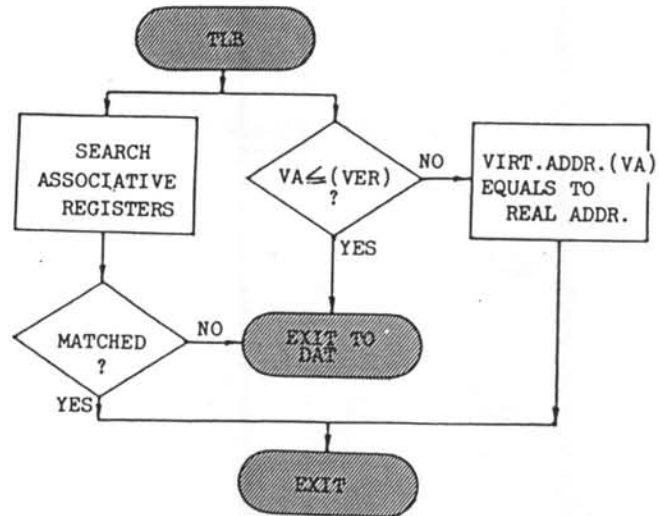 TLB
SEARCH
ASSOCIATIVE
REGISTERS
VA≦(VER)
?
NO
VIRT.ADDR.(VA)
EQUALS TO
REAL ADDR.
YES
MATCHED
?
NO
EXIT TO
DAT
YES
EXIT